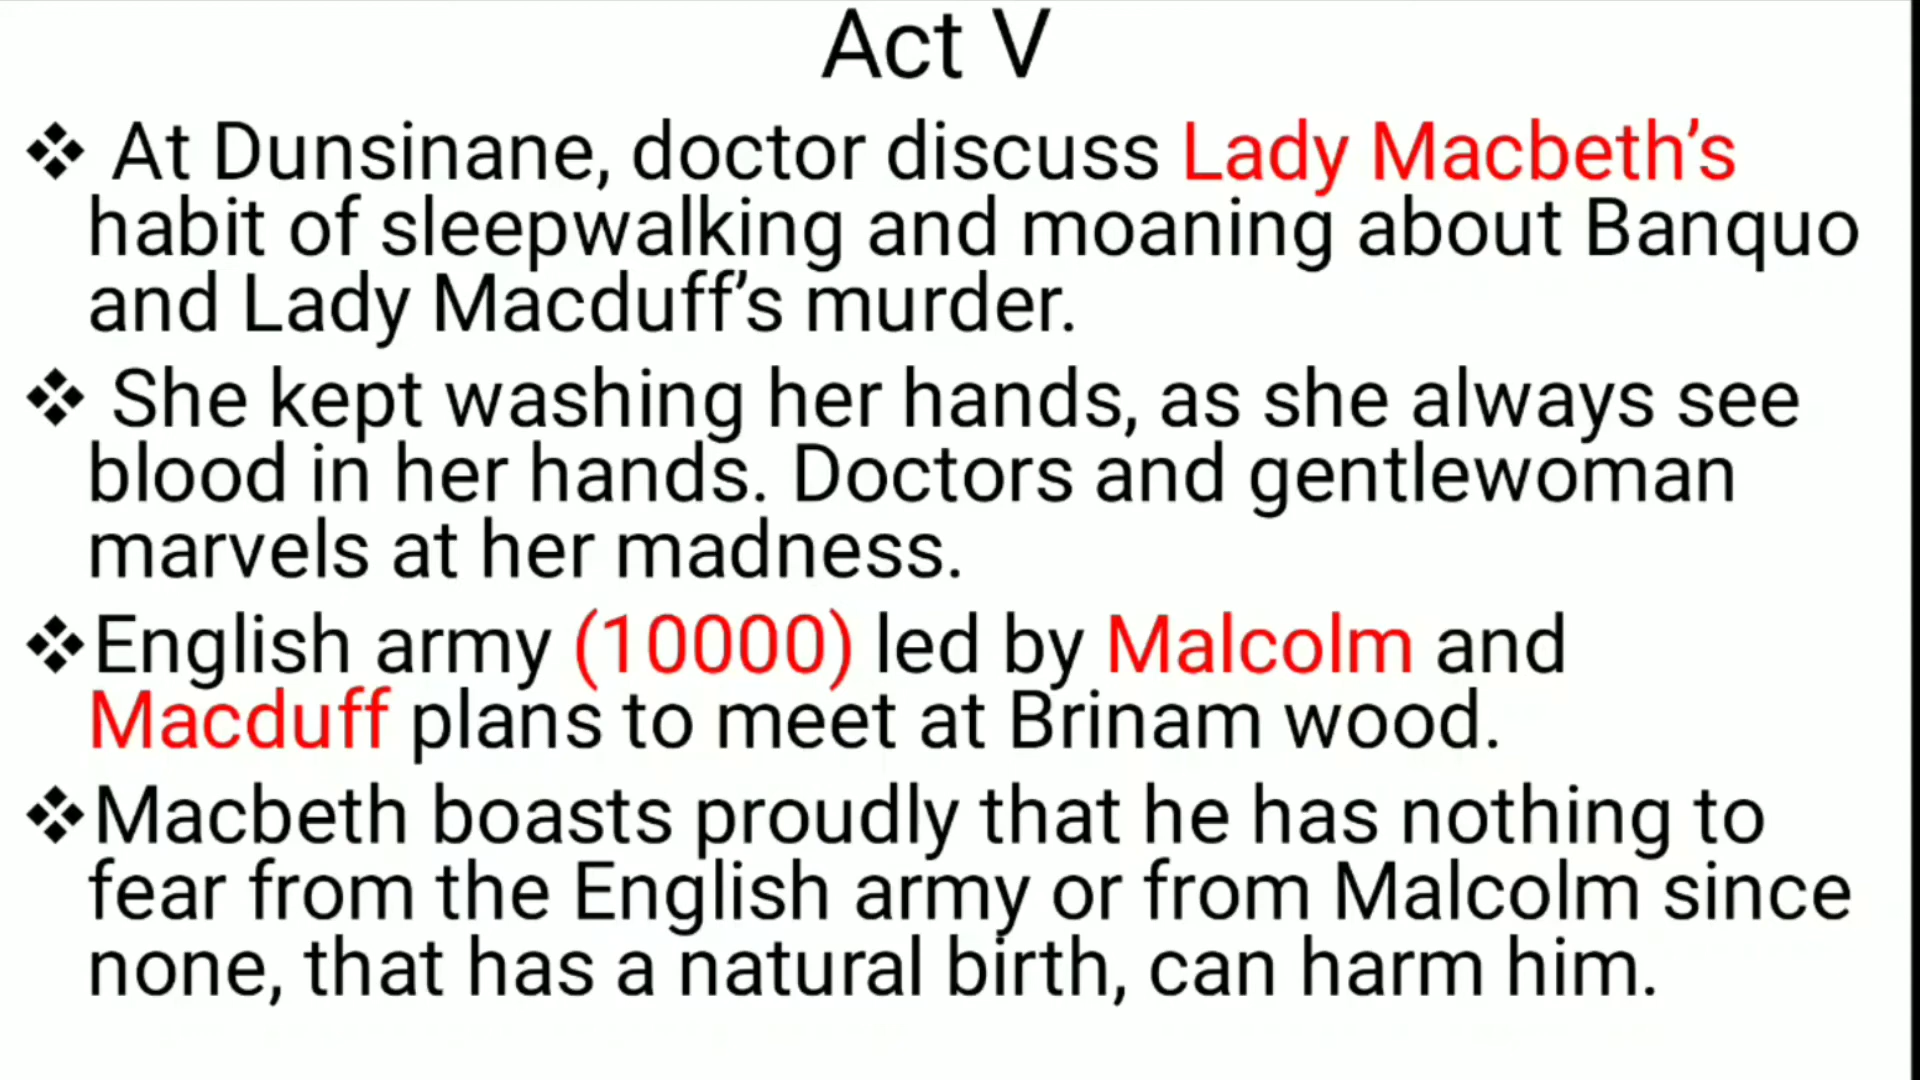 Act V
❖ At Dunsinane, doctor discuss Lady Macbeth’s
habit of sleepwalking and moaning about Banquo
and Lady Macduff’s murder.
❖ She kept washing her hands, as she always see
blood in her hands. Doctors and gentlewoman
marvels at her madness.
❖English army (10000) led by Malcolm and
Macduff plans to meet at Brinam wood.
❖Macbeth boasts proudly that he has nothing to
fear from the English army or from Malcolm since
none, that has a natural birth, can harm him.